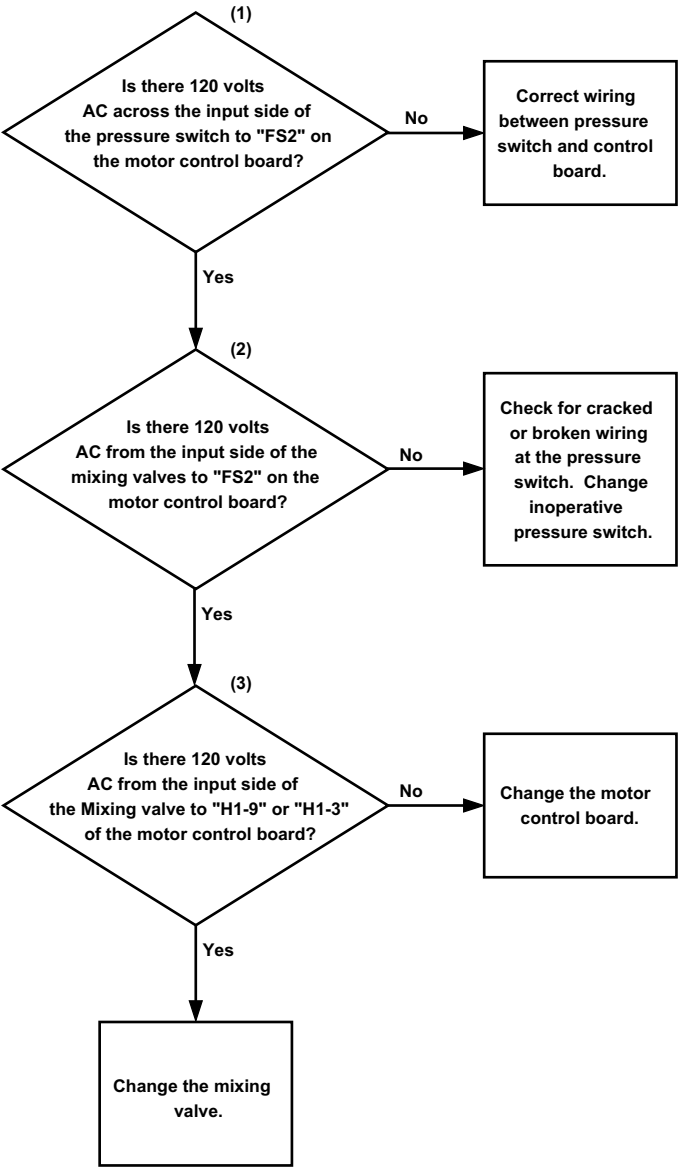 (1)
Is there 120 volts
AC across the input side of
the pressure switch to "FS2" on
the motor control board?
No
Correct wiring
between pressure
switch and control
board.
Yes
(2)
Is there 120 volts
AC from the input side of the
mixing valves to "FS2" on the
motor control board?
No
Check for cracked
or broken wiring
at the pressure
switch. Change
inoperative
pressure switch.
Yes
(3)
Is there 120 volts
AC from the input side of
the Mixing valve to "H1-9" or "H1-3"
of the motor control board?
No
Change the motor
control board.
Yes
Change the mixing
valve.